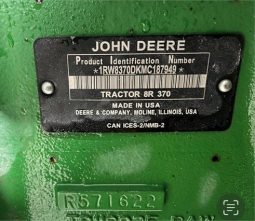 JOHN DEERE
Product Identification Number
*1RW8370DKMC187949*
TRACTOR 8R 370
MADE IN USA
DEERE & COMPANY, MOLINE, ILLINOIS, USA
CAN ICES-2/NMB-2
R571622